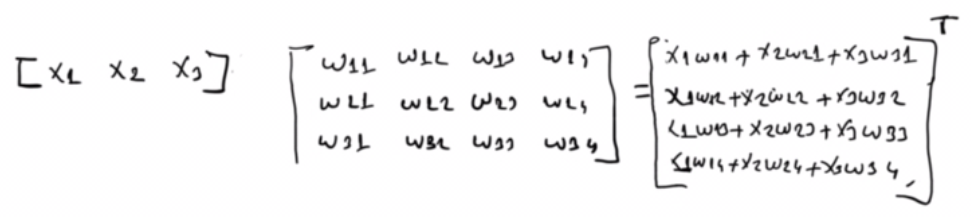 [x1 x2 x3] [w11 w12 w13 w14 = [x1w11 + x2w21 + x3w31 ]T
w21 w22 w23 w24 x1w12 + x2w22 + x3w32
w31 w32 w33 w34] x1w13 + x2w23 + x3w33
x1w14 + x2w24 + x3w34